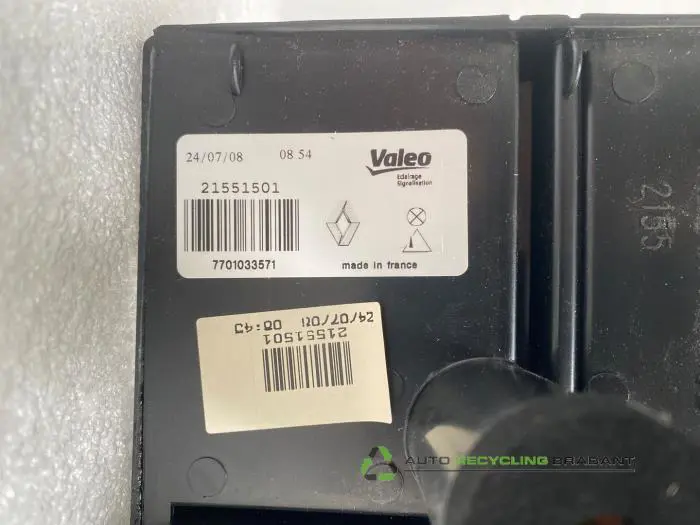 24/07/08 08 54
Valeo
Eclairage
Signalisation
21551501
7701033571
made in france
2155
24/07/08 08:45
21551501
AUTO RECYCLING BRABANT